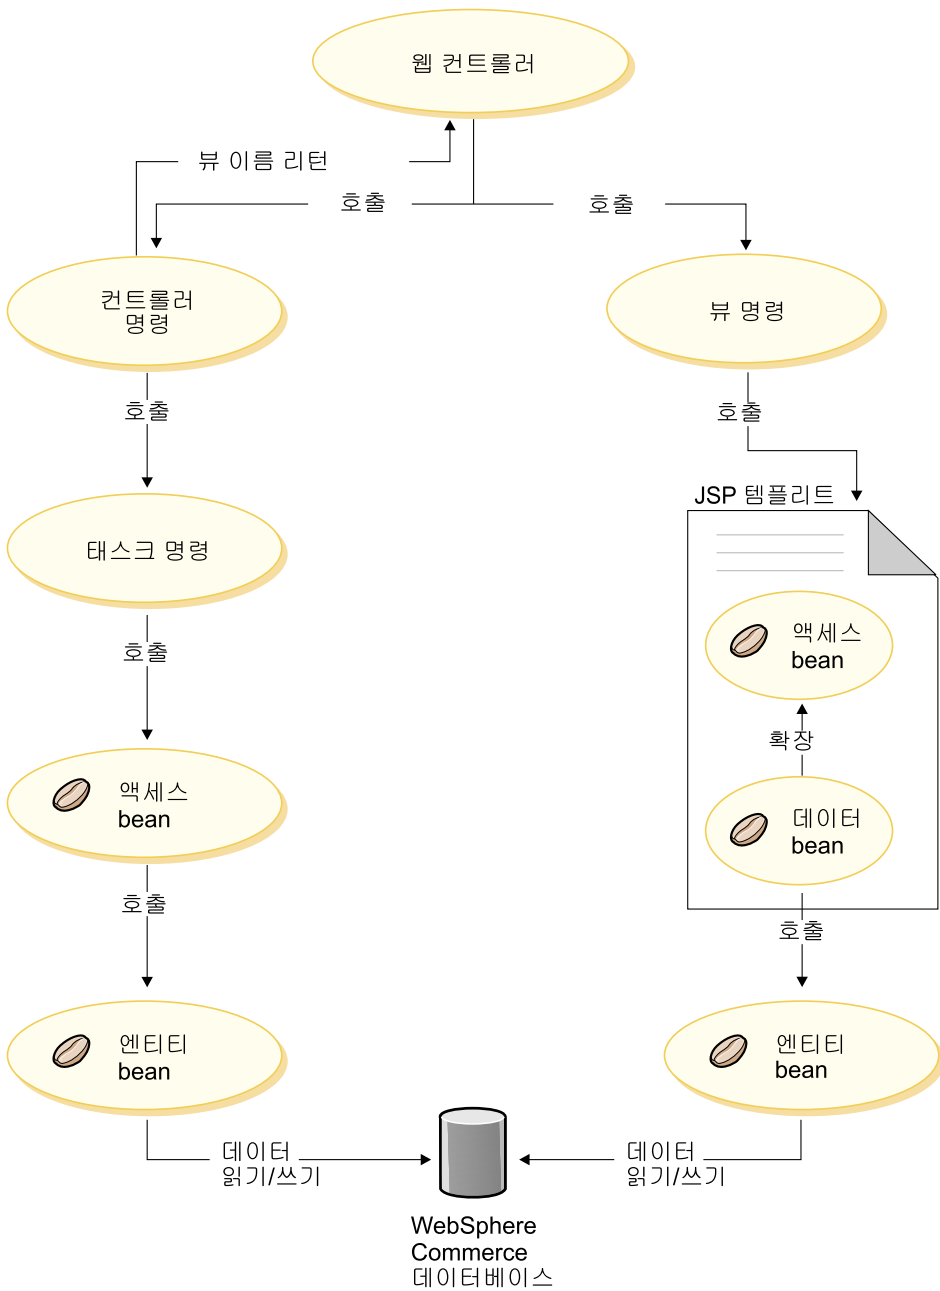 웹 컨트롤러
뷰 이름 리턴
호출
호출
컨트롤러
명령
뷰 명령
호출
호출
JSP 템플리트
태스크 명령
액세스
bean
호출
확장
액세스
bean
데이터
bean
호출
호출
엔티티
bean
엔티티
bean
데이터
읽기/쓰기
데이터
읽기/쓰기
WebSphere
Commerce
데이터베이스